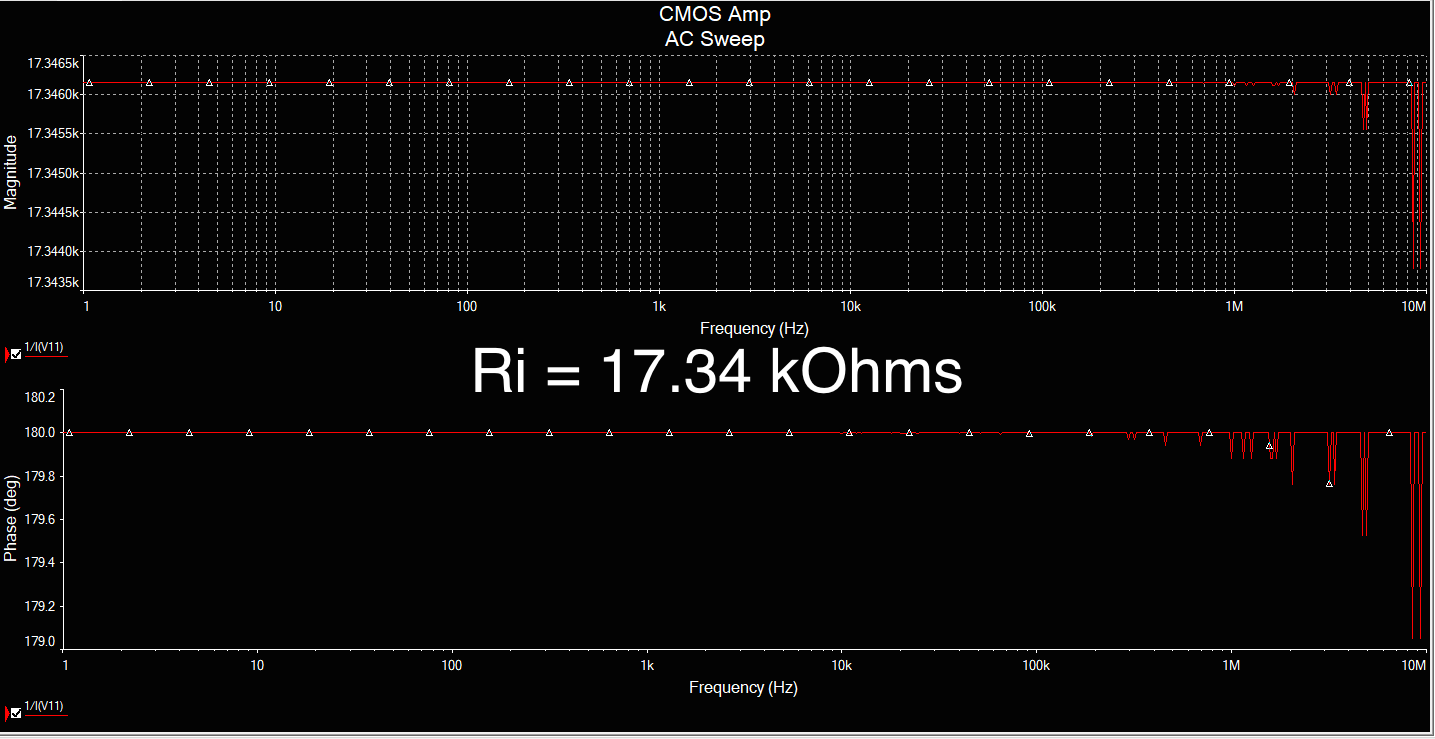 CMOS Amp
AC Sweep
17.3465k
17.3460k
17.3455k
17.3450k
17.3445k
17.3440k
17.3435k
Magnitude
1 10 100 1k 10k 100k 1M 10M
Frequency (Hz)
1/I(V11)
Ri = 17.34 kOhms
180.2
180.0
179.8
179.6
179.4
179.2
179.0
Phase (deg)
1 10 100 1k 10k 100k 1M 10M
Frequency (Hz)
1/I(V11)